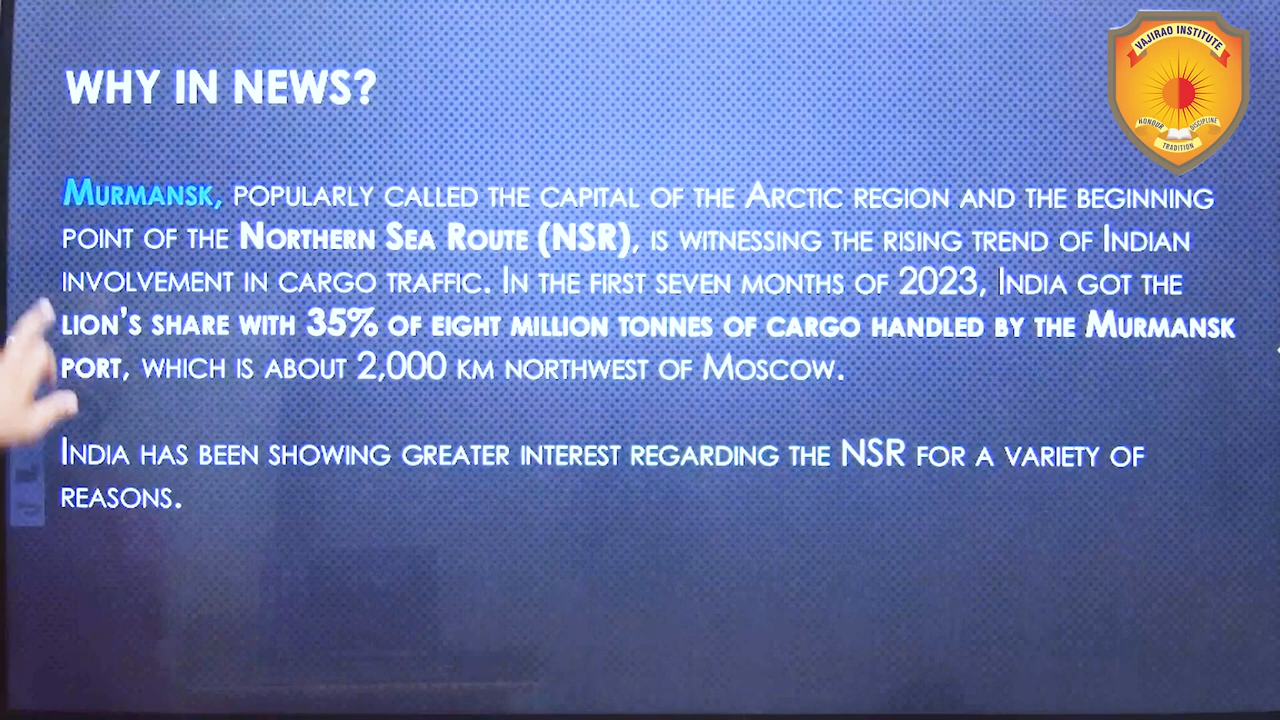 WHY IN NEWS?
VAJIRAO INSTITUTE
HONOUR DISCIPLINE
TRADITION
MURMANSK, POPULARLY CALLED THE CAPITAL OF THE ARCTIC REGION AND THE BEGINNING
POINT OF THE NORTHERN SEA ROUTE (NSR), IS WITNESSING THE RISING TREND OF INDIAN
INVOLVEMENT IN CARGO TRAFFIC. IN THE FIRST SEVEN MONTHS OF 2023, INDIA GOT THE
LION'S SHARE WITH 35% OF EIGHT MILLION TONNES OF CARGO HANDLED BY THE MURMANSK
PORT, WHICH IS ABOUT 2,000 KM NORTHWEST OF MOSCOW.
INDIA HAS BEEN SHOWING GREATER INTEREST REGARDING THE NSR FOR A VARIETY OF
REASONS.